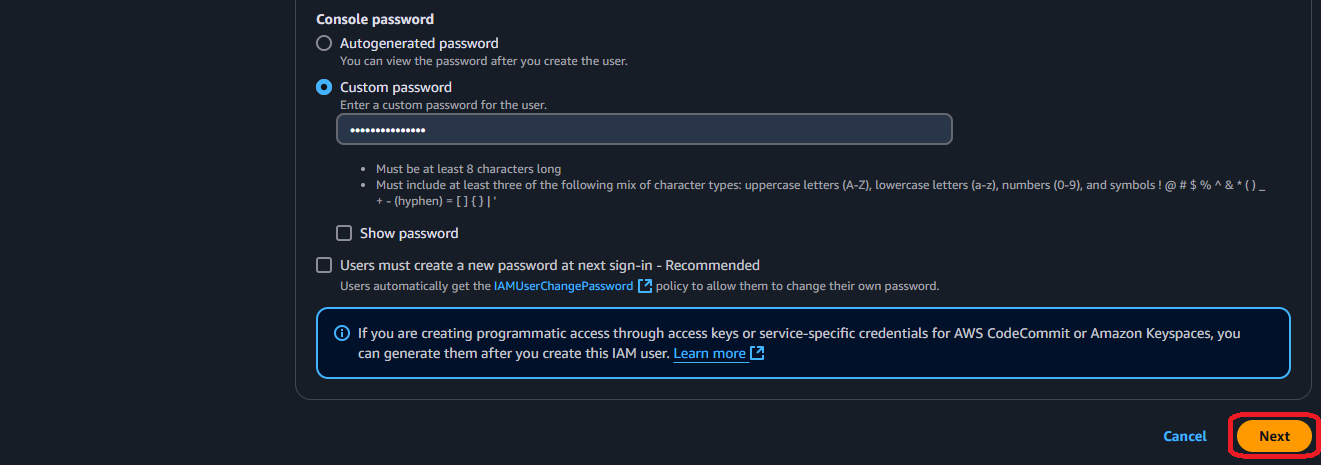 Console password
Autogenerated password
You can view the password after you create the user.
Custom password
Enter a custom password for the user.
•••••••••••••••
• Must be at least 8 characters long
• Must include at least three of the following mix of character types: uppercase letters (A-Z), lowercase letters (a-z), numbers (0-9), and symbols ! @ # $ % ^ & * ( ) _
+ - (hyphen) = [ ] { } | '
Show password
Users must create a new password at next sign-in - Recommended
Users automatically get the IAMUserChangePassword policy to allow them to change their own password.
If you are creating programmatic access through access keys or service-specific credentials for AWS CodeCommit or Amazon Keyspaces, you
can generate them after you create this IAM user. Learn more
Cancel Next